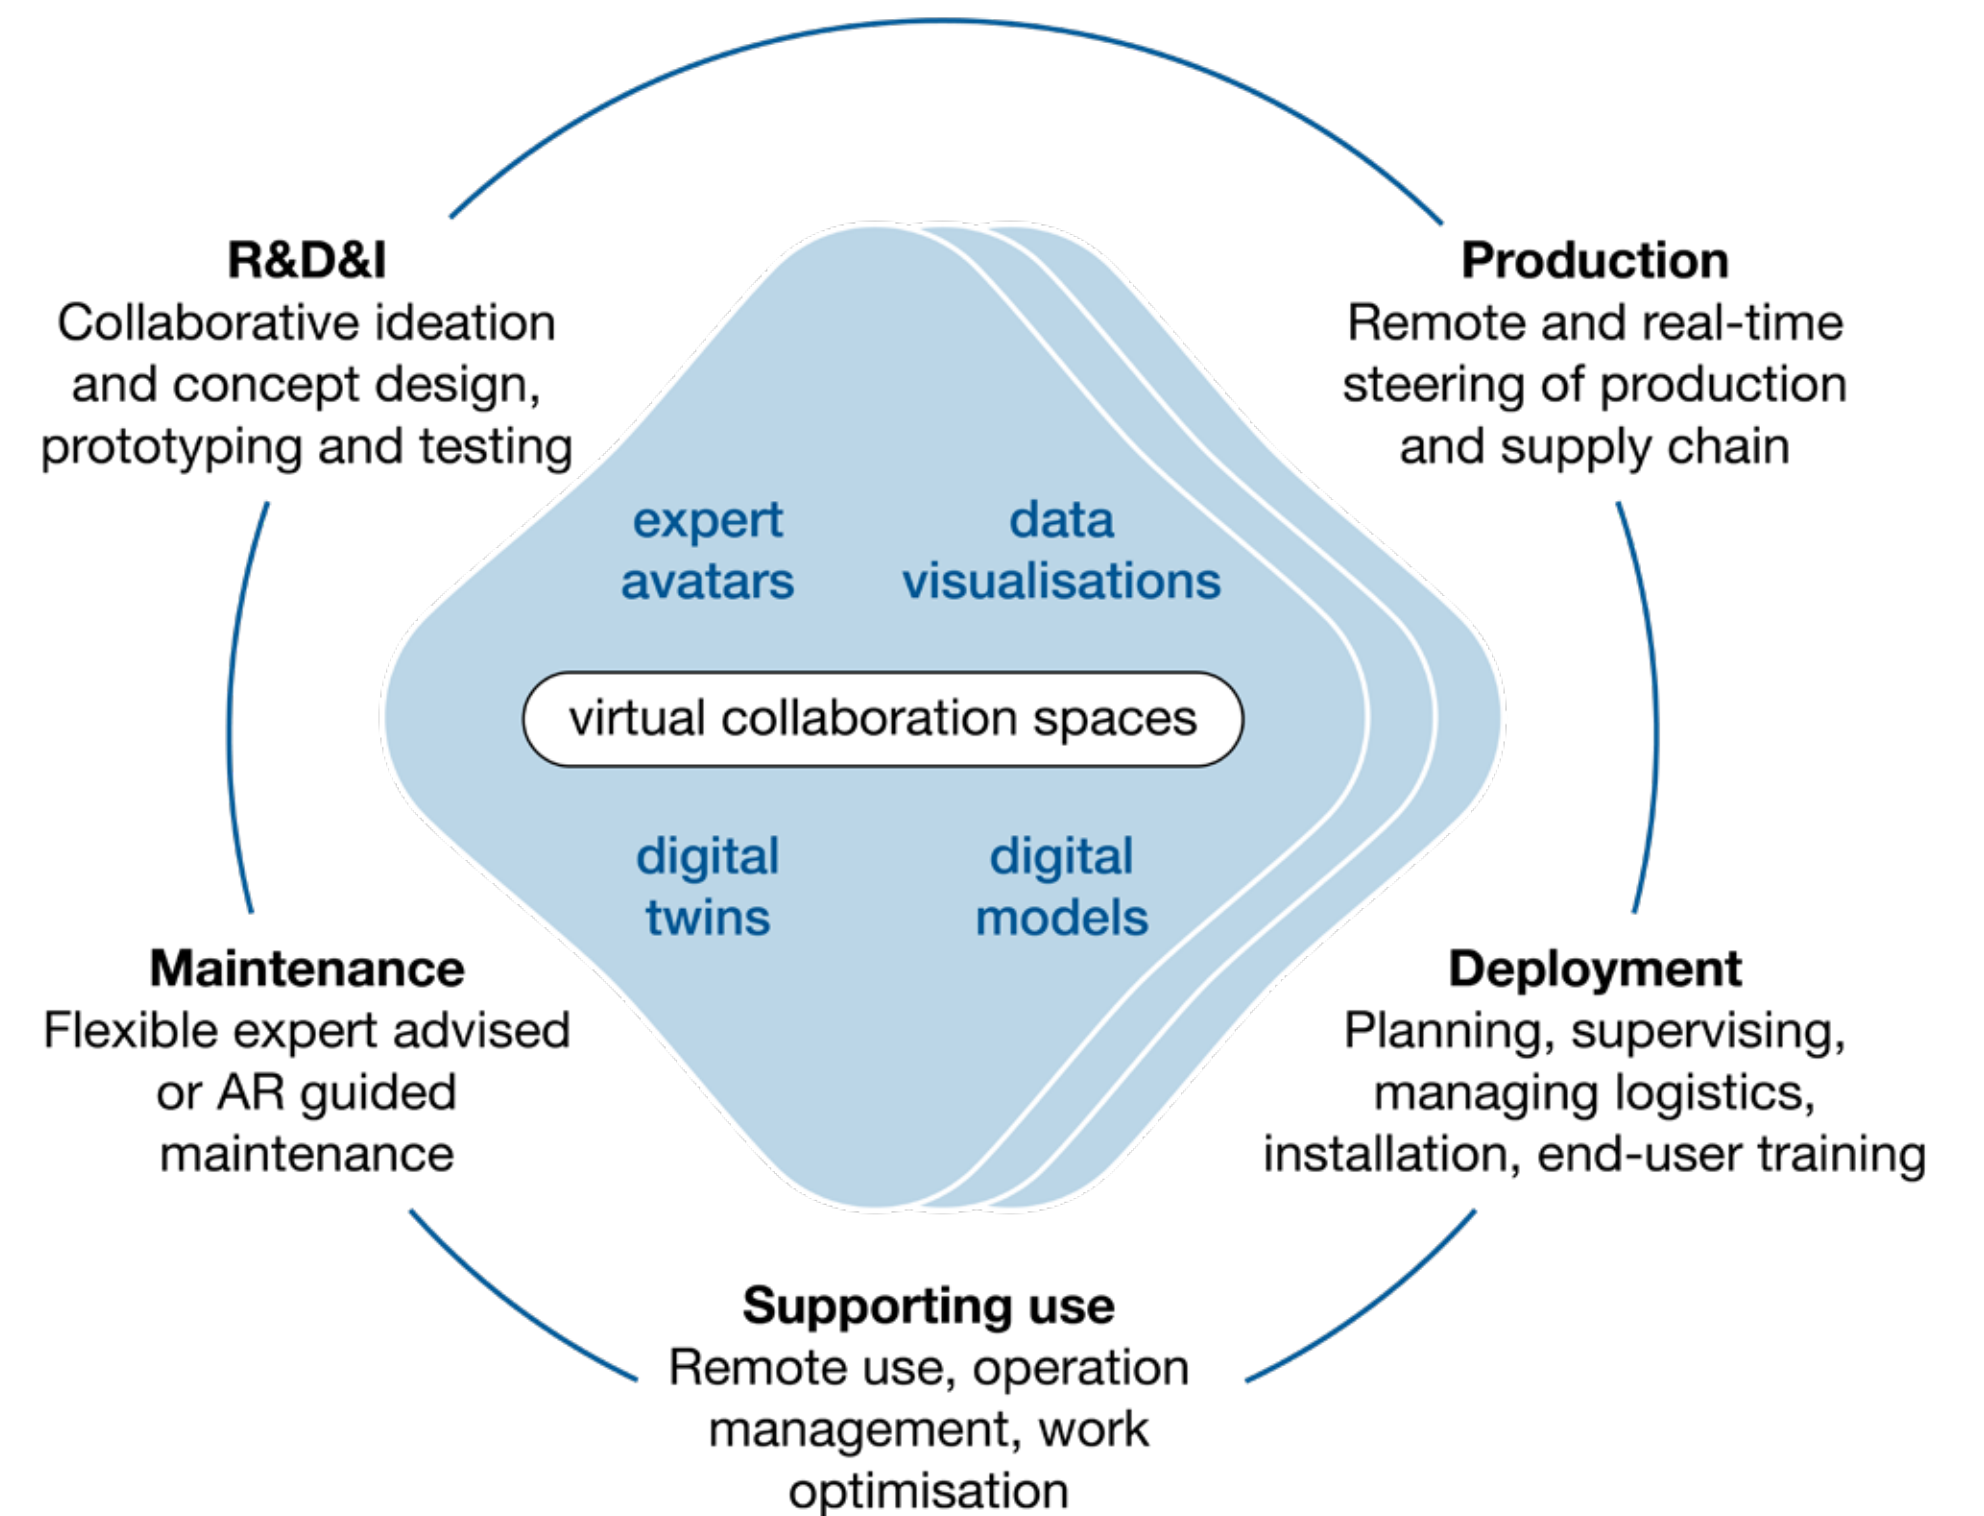 R&D&I
Collaborative ideation
and concept design,
prototyping and testing
Production
Remote and real-time
steering of production
and supply chain
expert
avatars
data
visualisations
virtual collaboration spaces
digital
twins
digital
models
Maintenance
Flexible expert advised
or AR guided
maintenance
Deployment
Planning, supervising,
managing logistics,
installation, end-user training
Supporting use
Remote use, operation
management, work
optimisation